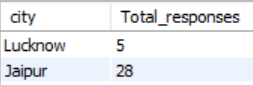 city Total_responses
Lucknow 5
Jaipur 28